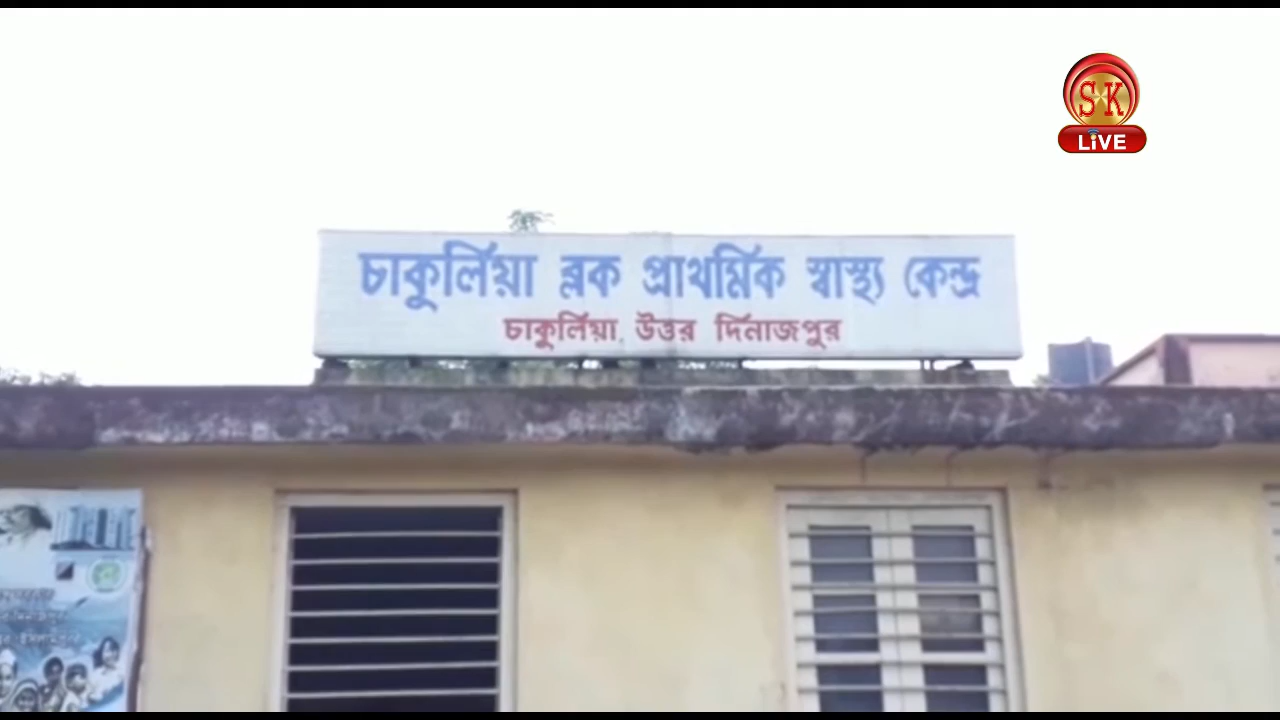 SK
LiVE
চাকুলিয়া ব্লক প্রাথমিক স্বাস্থ্য কেন্দ্র
চাকুলিয়া, উত্তর দিনাজপুর